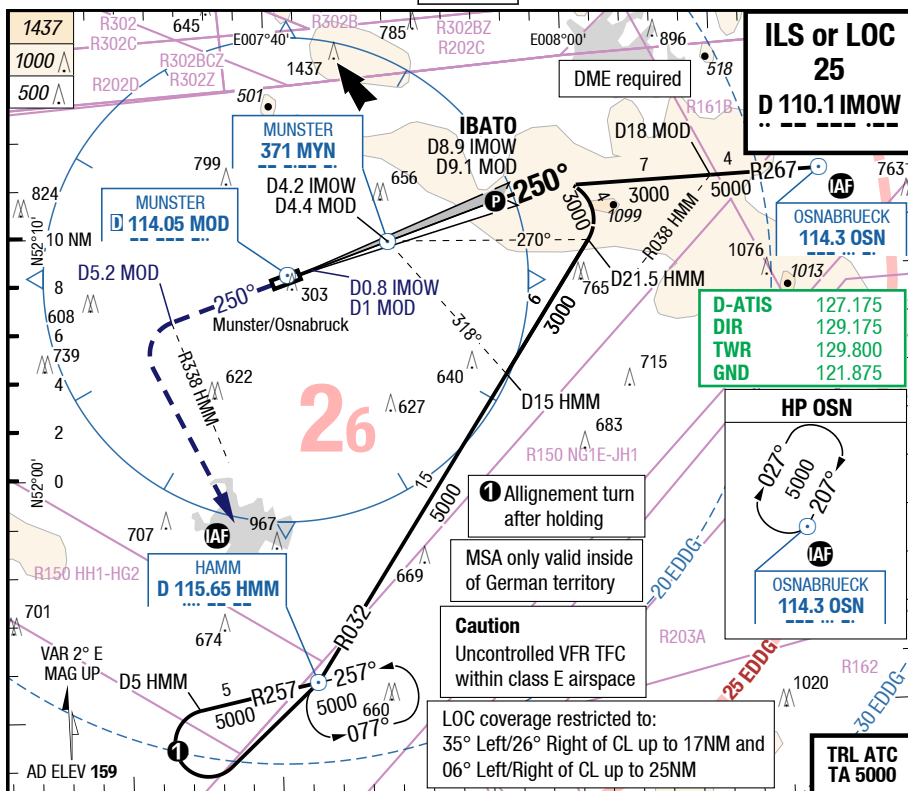 1437
1000
500
645
R302
R302C
R302B
785
R302BZ
R202C
E007°40'
E008°00'
896
518
R302BCZ
R302Z
R202D
1437
501
DME required
ILS or LOC
25
D 110.1 IMOW
R161B
MUNSTER
371 MYN
IBATO
D8.9 IMOW
D9.1 MOD
D18 MOD
7
3000
4
5000
R267
763
IAF
OSNABRUECK
114.3 OSN
799
824
656
D4.2 IMOW
D4.4 MOD
P
250°
3000
4
1099
R038 HMM
1076
1013
MUNSTER
D 114.05 MOD
N52°10'
10 NM
270°
D21.5 HMM
765
D5.2 MOD
8
250°
303
D0.8 IMOW
D1 MOD
Munster/Osnabruck
608
6
6
3000
318°
D-ATIS 127.175
DIR 129.175
TWR 129.800
GND 121.875
739
R338 HMM
622
640
715
4
D15 HMM
26
627
683
2
R150 NG1E-JH1
HP OSN
027°
5000
207°
IAF
OSNABRUECK
114.3 OSN
N52°00'
0
15
5000
1 Allignement turn
after holding
707
967
IAF
MSA only valid inside
of German territory
R150 HH1-HG2
HAMM
D 115.65 HMM
669
20 EDDG
701
674
R032
Caution
Uncontrolled VFR TFC
within class E airspace
R203A
R162
VAR 2° E
MAG UP
D5 HMM
5
R257
5000
257°
5000
660
077°
25 EDDG
1020
30 EDDG
1
LOC coverage restricted to:
35° Left/26° Right of CL up to 17NM and
06° Left/Right of CL up to 25NM
AD ELEV 159
TRL ATC
TA 5000